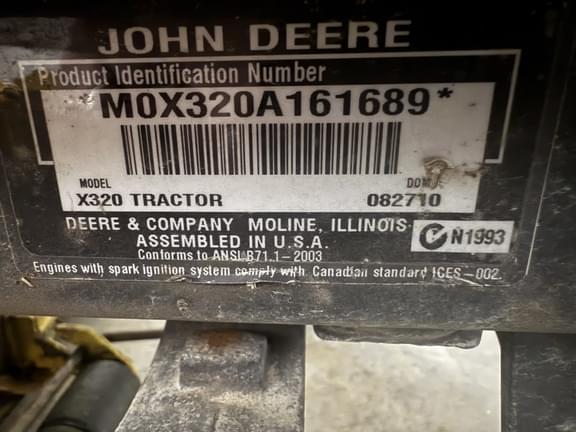 JOHN DEERE
Product Identification Number
*M0X320A161689*
MODEL DOM
X320 TRACTOR 082710
DEERE & COMPANY MOLINE, ILLINOIS
ASSEMBLED IN U.S.A.
Conforms to ANSI B71.1-2003
N1993
Engines with spark ignition system comply with Canadian standard ICES-002.